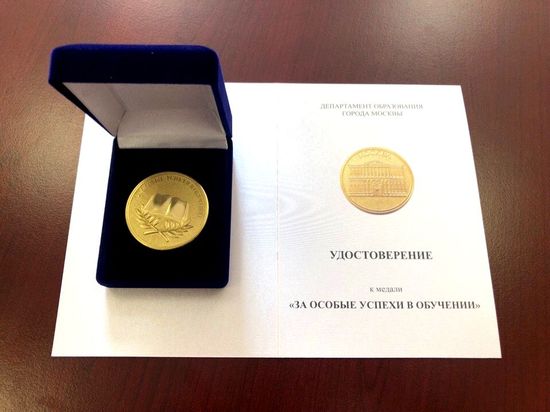 ДЕПАРТАМЕНТ ОБРАЗОВАНИЯ
ГОРОДА МОСКВЫ
УДОСТОВЕРЕНИЕ
к медали
«ЗА ОСОБЫЕ УСПЕХИ В ОБУЧЕНИИ»